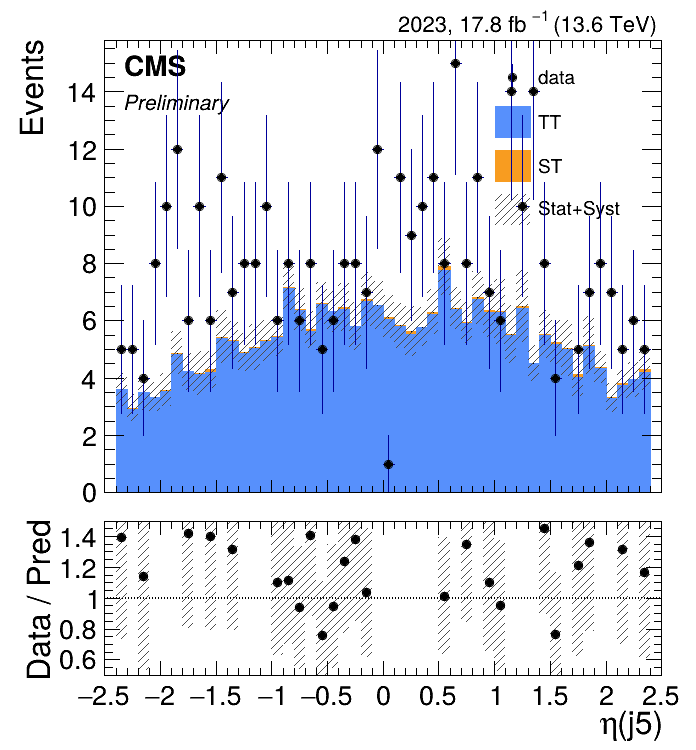 2023, 17.8 fb⁻¹ (13.6 TeV)
Events
CMS
Preliminary
data
TT
ST
Stat+Syst
14
12
10
8
6
4
2
0
Data / Pred
1.4
1.2
1
0.8
0.6
−2.5 −2 −1.5 −1 −0.5 0 0.5 1 1.5 2 2.5
η(j5)